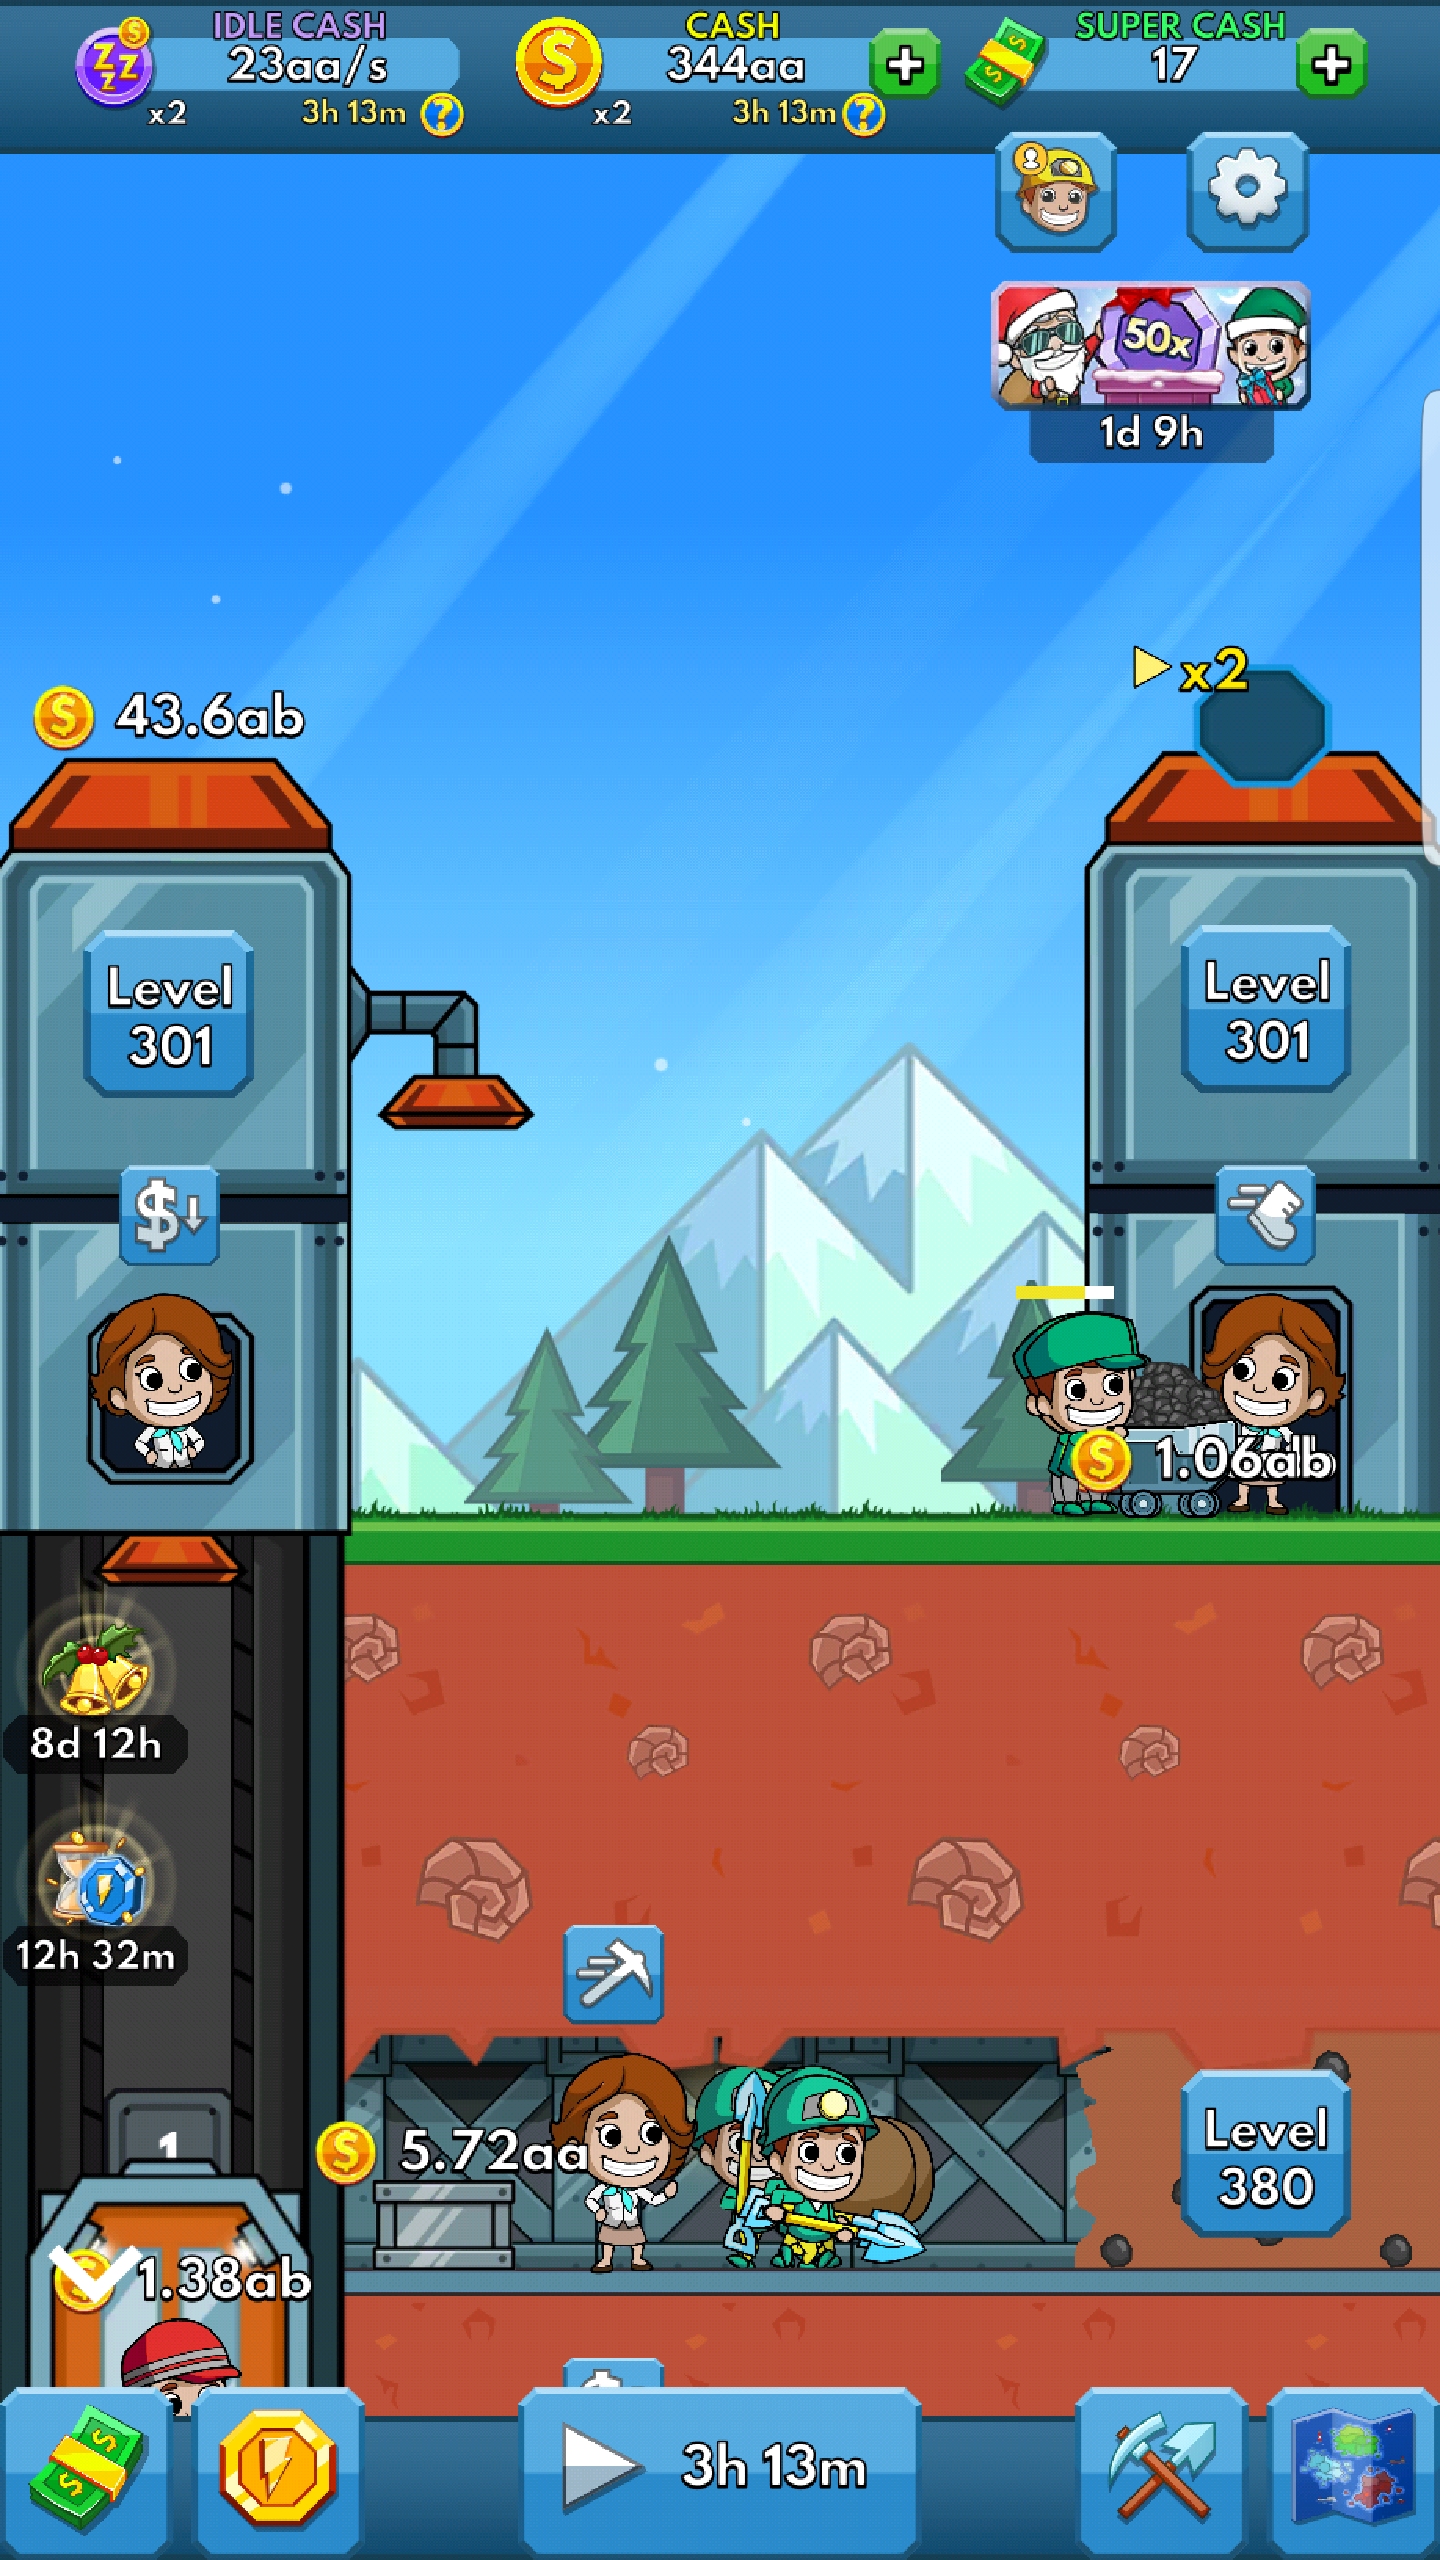 IDLE CASH
23aa/s
x2
3h 13m
?
CASH
344aa
x2
3h 13m
?
SUPER CASH
17
50x
1d 9h
x2
43.6ab
Level
301
Level
301
1.06ab
8d 12h
12h 32m
1
5.72aa
Level
380
1.38ab
3h 13m